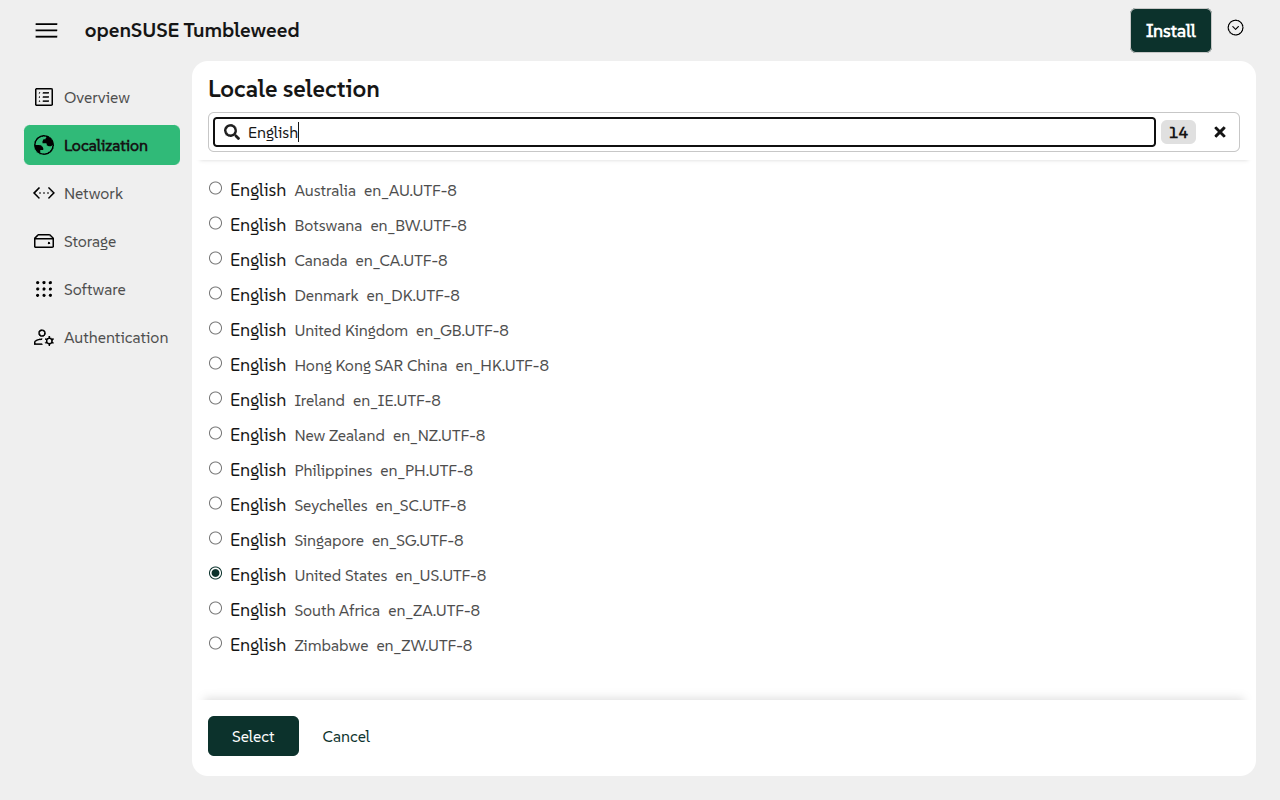 openSUSE Tumbleweed
Install
Overview
Localization
Network
Storage
Software
Authentication
Locale selection
English
14
English Australia en_AU.UTF-8
English Botswana en_BW.UTF-8
English Canada en_CA.UTF-8
English Denmark en_DK.UTF-8
English United Kingdom en_GB.UTF-8
English Hong Kong SAR China en_HK.UTF-8
English Ireland en_IE.UTF-8
English New Zealand en_NZ.UTF-8
English Philippines en_PH.UTF-8
English Seychelles en_SC.UTF-8
English Singapore en_SG.UTF-8
English United States en_US.UTF-8
English South Africa en_ZA.UTF-8
English Zimbabwe en_ZW.UTF-8
Select
Cancel